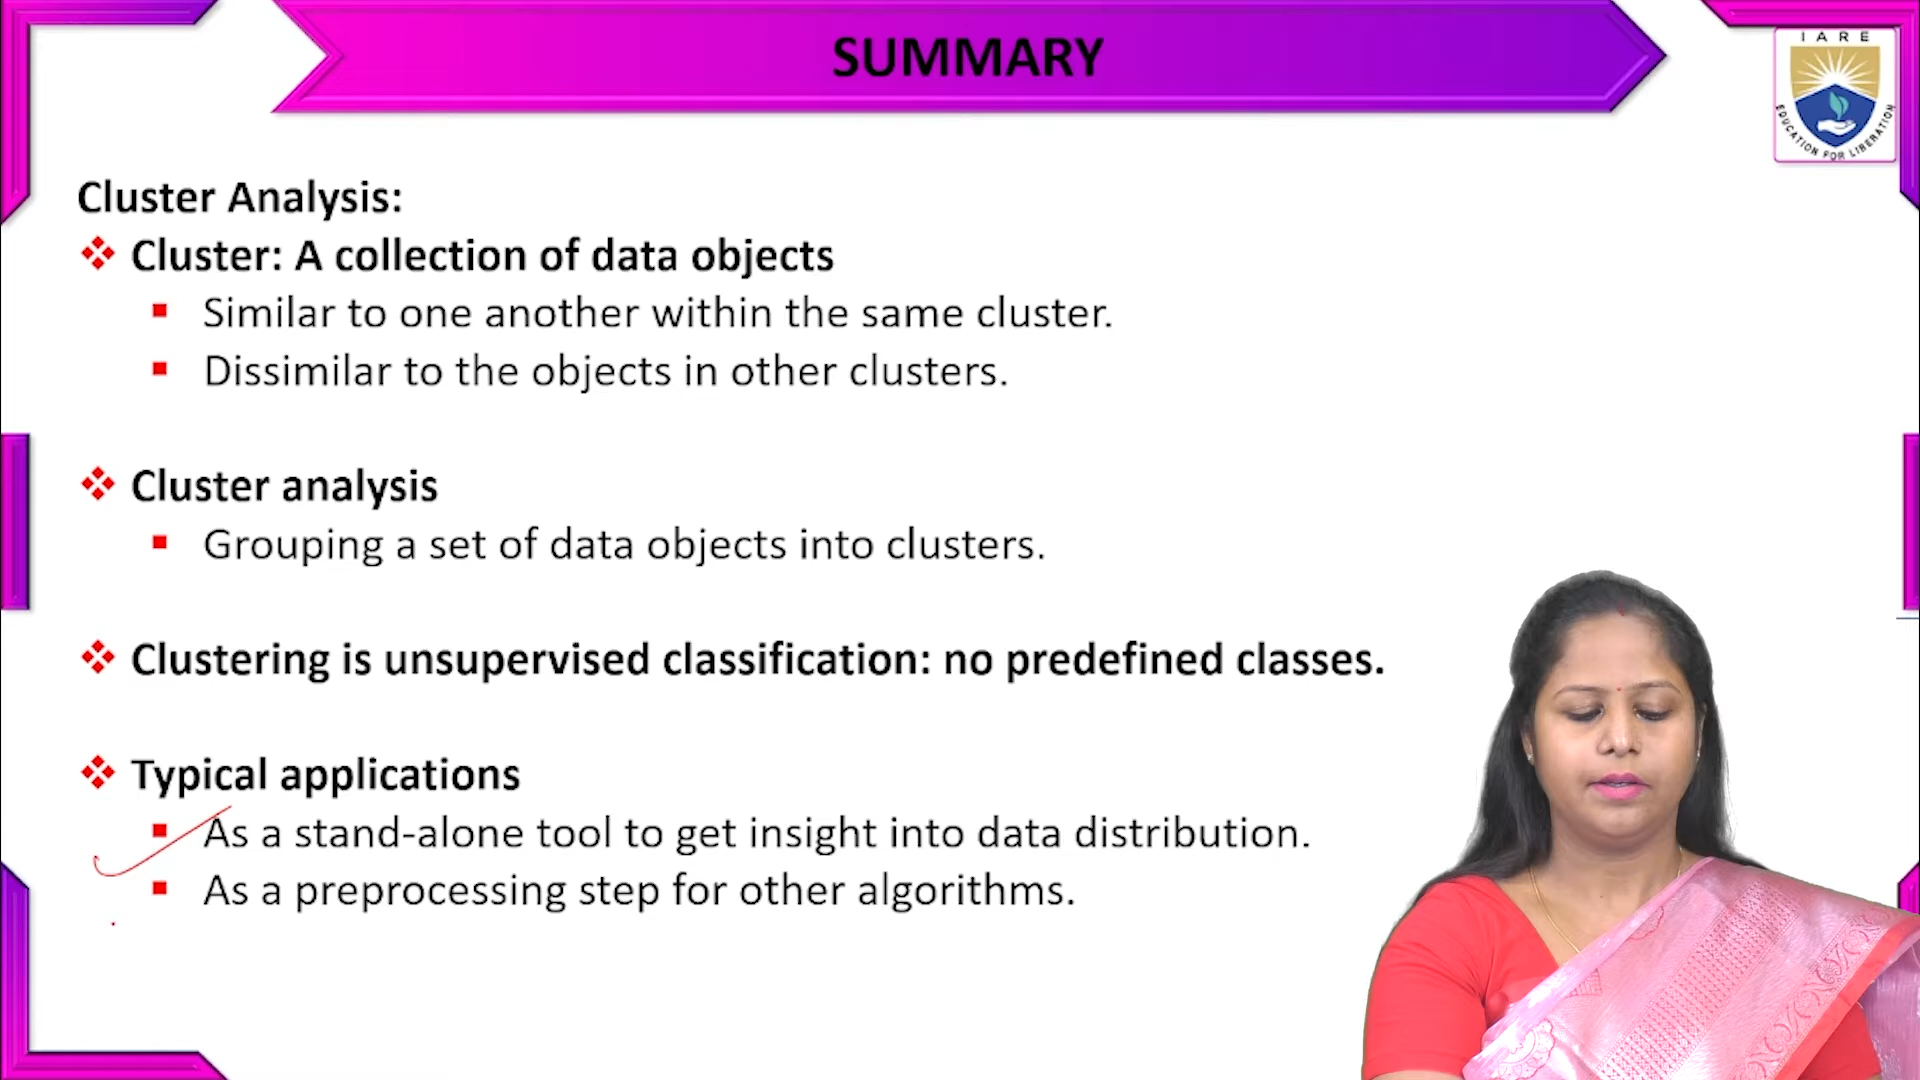 SUMMARY
IARE
EDUCATION FOR LIBERATION
Cluster Analysis:
Cluster: A collection of data objects
Similar to one another within the same cluster.
Dissimilar to the objects in other clusters.
Cluster analysis
Grouping a set of data objects into clusters.
Clustering is unsupervised classification: no predefined classes.
Typical applications
As a stand-alone tool to get insight into data distribution.
As a preprocessing step for other algorithms.